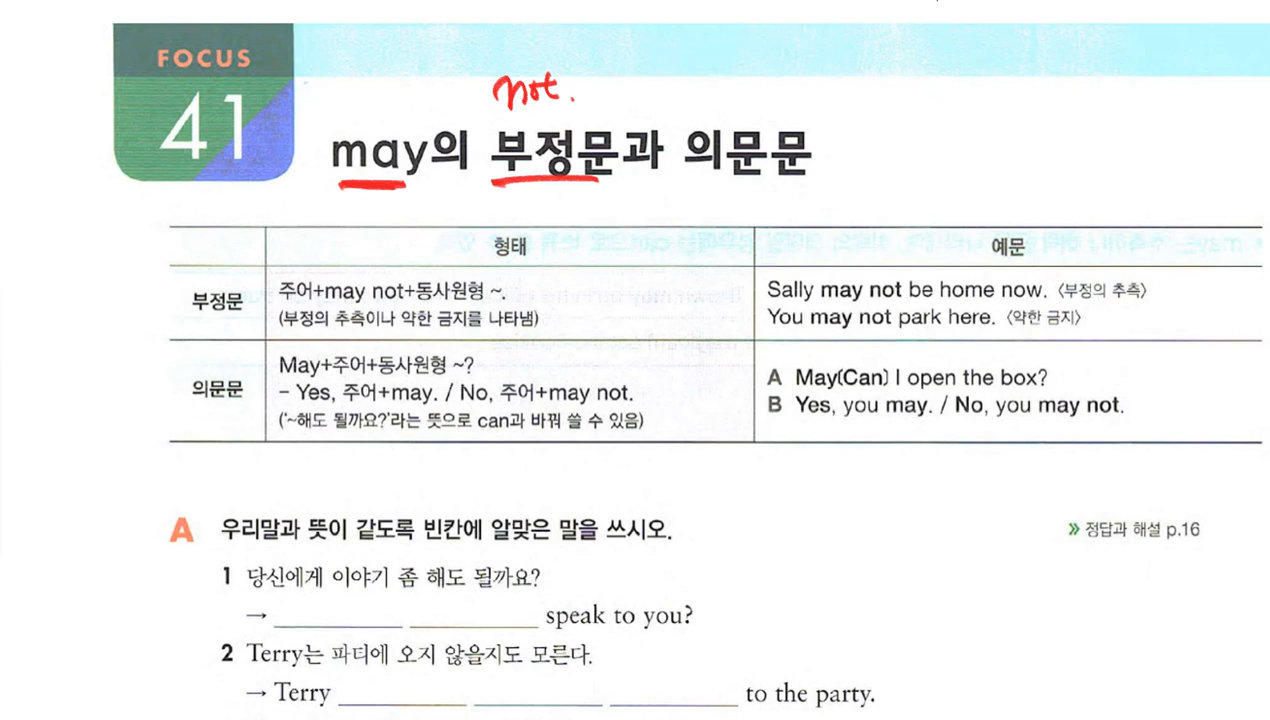 FOCUS
41
not.
may의 부정문과 의문문
형태
예문
부정문
주어+may not+동사원형 ~.
(부정의 추측이나 약한 금지를 나타냄)
Sally may not be home now. 〈부정의 추측〉
You may not park here. 〈약한 금지〉
의문문
May+주어+동사원형 ~?
– Yes, 주어+may. / No, 주어+may not.
('~해도 될까요?'라는 뜻으로 can과 바꿔 쓸 수 있음)
A May(Can) I open the box?
B Yes, you may. / No, you may not.
A 우리말과 뜻이 같도록 빈칸에 알맞은 말을 쓰시오.
» 정답과 해설 p.16
1 당신에게 이야기 좀 해도 될까요?
→ ________ ________ speak to you?
2 Terry는 파티에 오지 않을지도 모른다.
→ Terry ________ ________ ________ to the party.